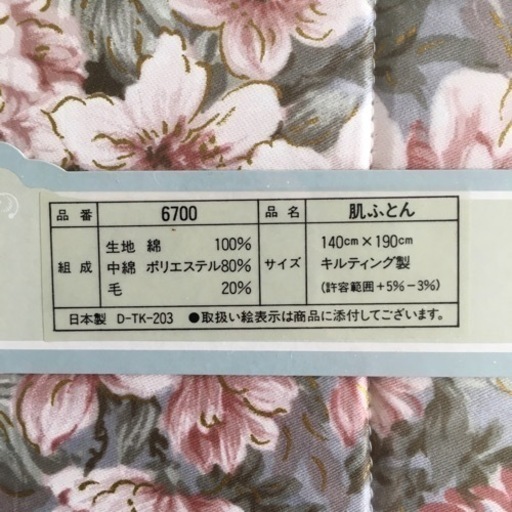 品番 6700 品名 肌ふとん
組成 生地 綿 100% サイズ 140cm×190cm
中綿 ポリエステル80% キルティング製
毛 20% (許容範囲+5%-3%)
日本製 D-TK-203 ●取扱い絵表示は商品に添付してございます。